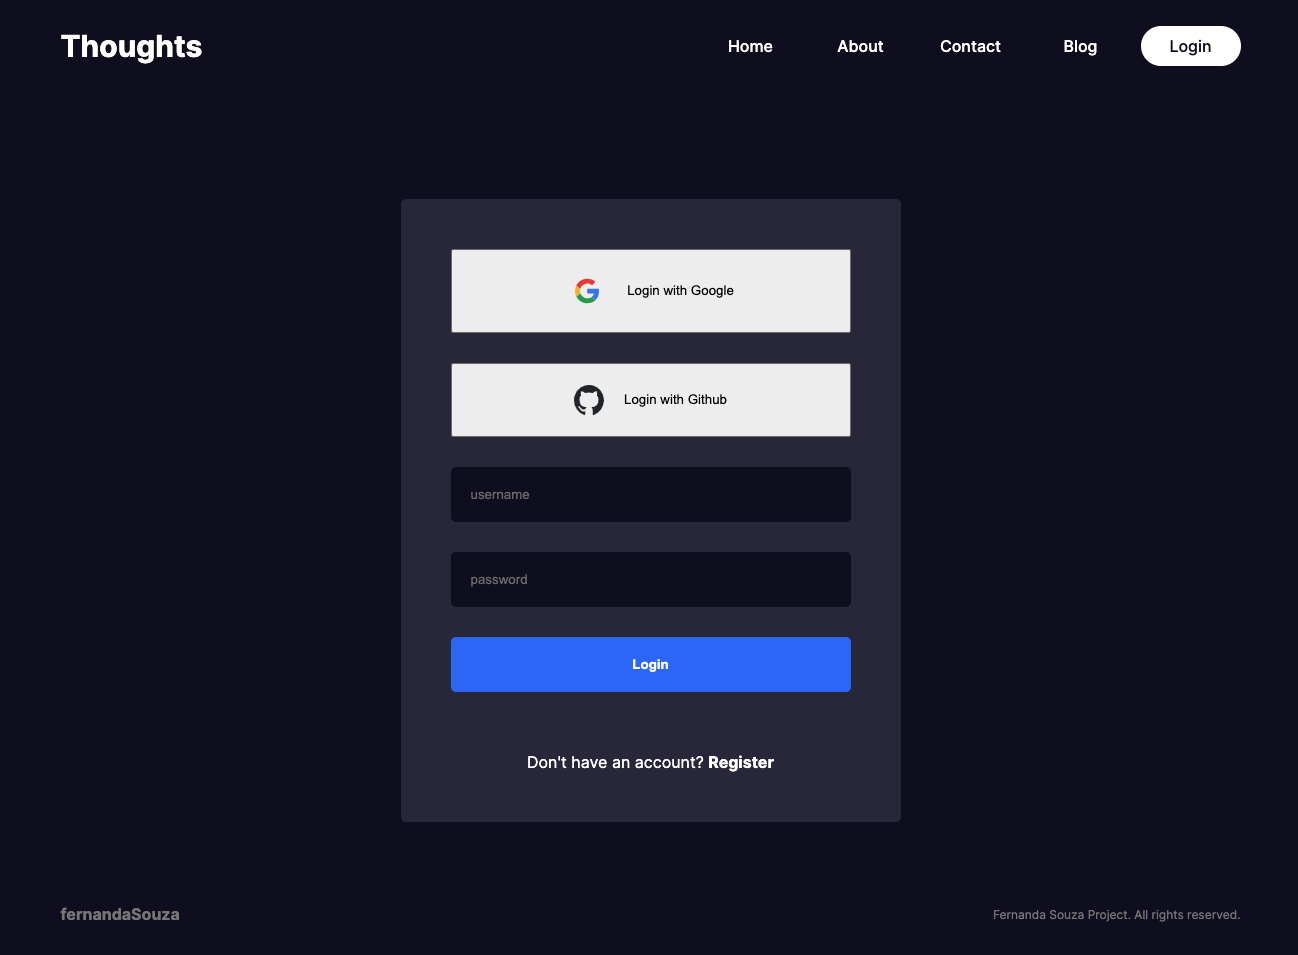 Thoughts
Home About Contact Blog Login
Login with Google
Login with Github
username
password
Login
Don't have an account? Register
fernandaSouza
Fernanda Souza Project. All rights reserved.